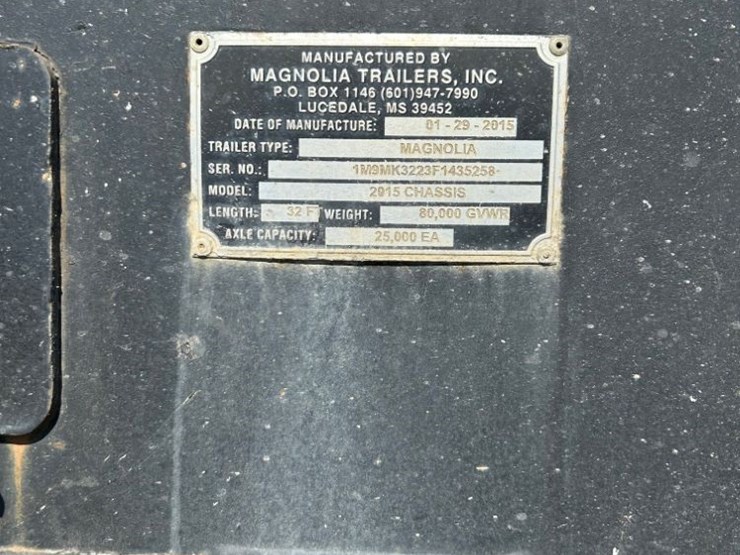 MANUFACTURED BY
MAGNOLIA TRAILERS, INC.
P.O. BOX 1146 (601)947-7990
LUCEDALE, MS 39452
DATE OF MANUFACTURE: 01 - 29 - 2015
TRAILER TYPE: MAGNOLIA
SER. NO.: 1M9MK3223F1435258
MODEL: 2015 CHASSIS
LENGTH: 32 F WEIGHT: 80,000 GVWR
AXLE CAPACITY: 25,000 EA